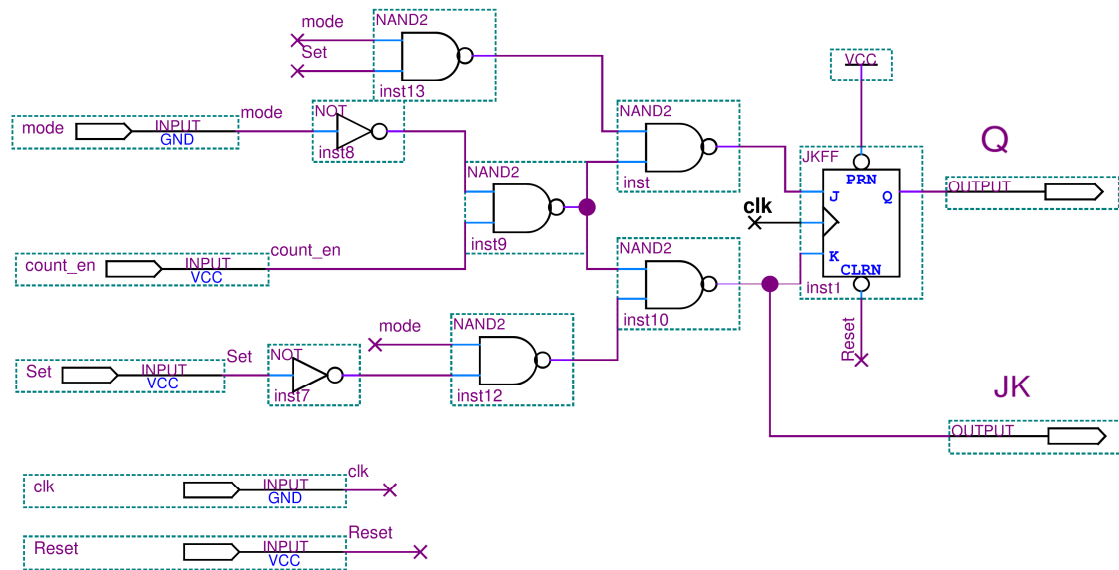 mode
NAND2
Set
inst13
VCC
mode
INPUT
GND
mode
NOT
inst8
NAND2
inst
JKFF
PRN
J
Q
clk
K
CLRN
inst1
Reset
Q
OUTPUT
NAND2
inst9
count_en
INPUT
VCC
count_en
NAND2
inst10
mode
NAND2
inst12
Set
INPUT
VCC
Set
NOT
inst7
JK
OUTPUT
clk
INPUT
GND
clk
Reset
INPUT
VCC
Reset